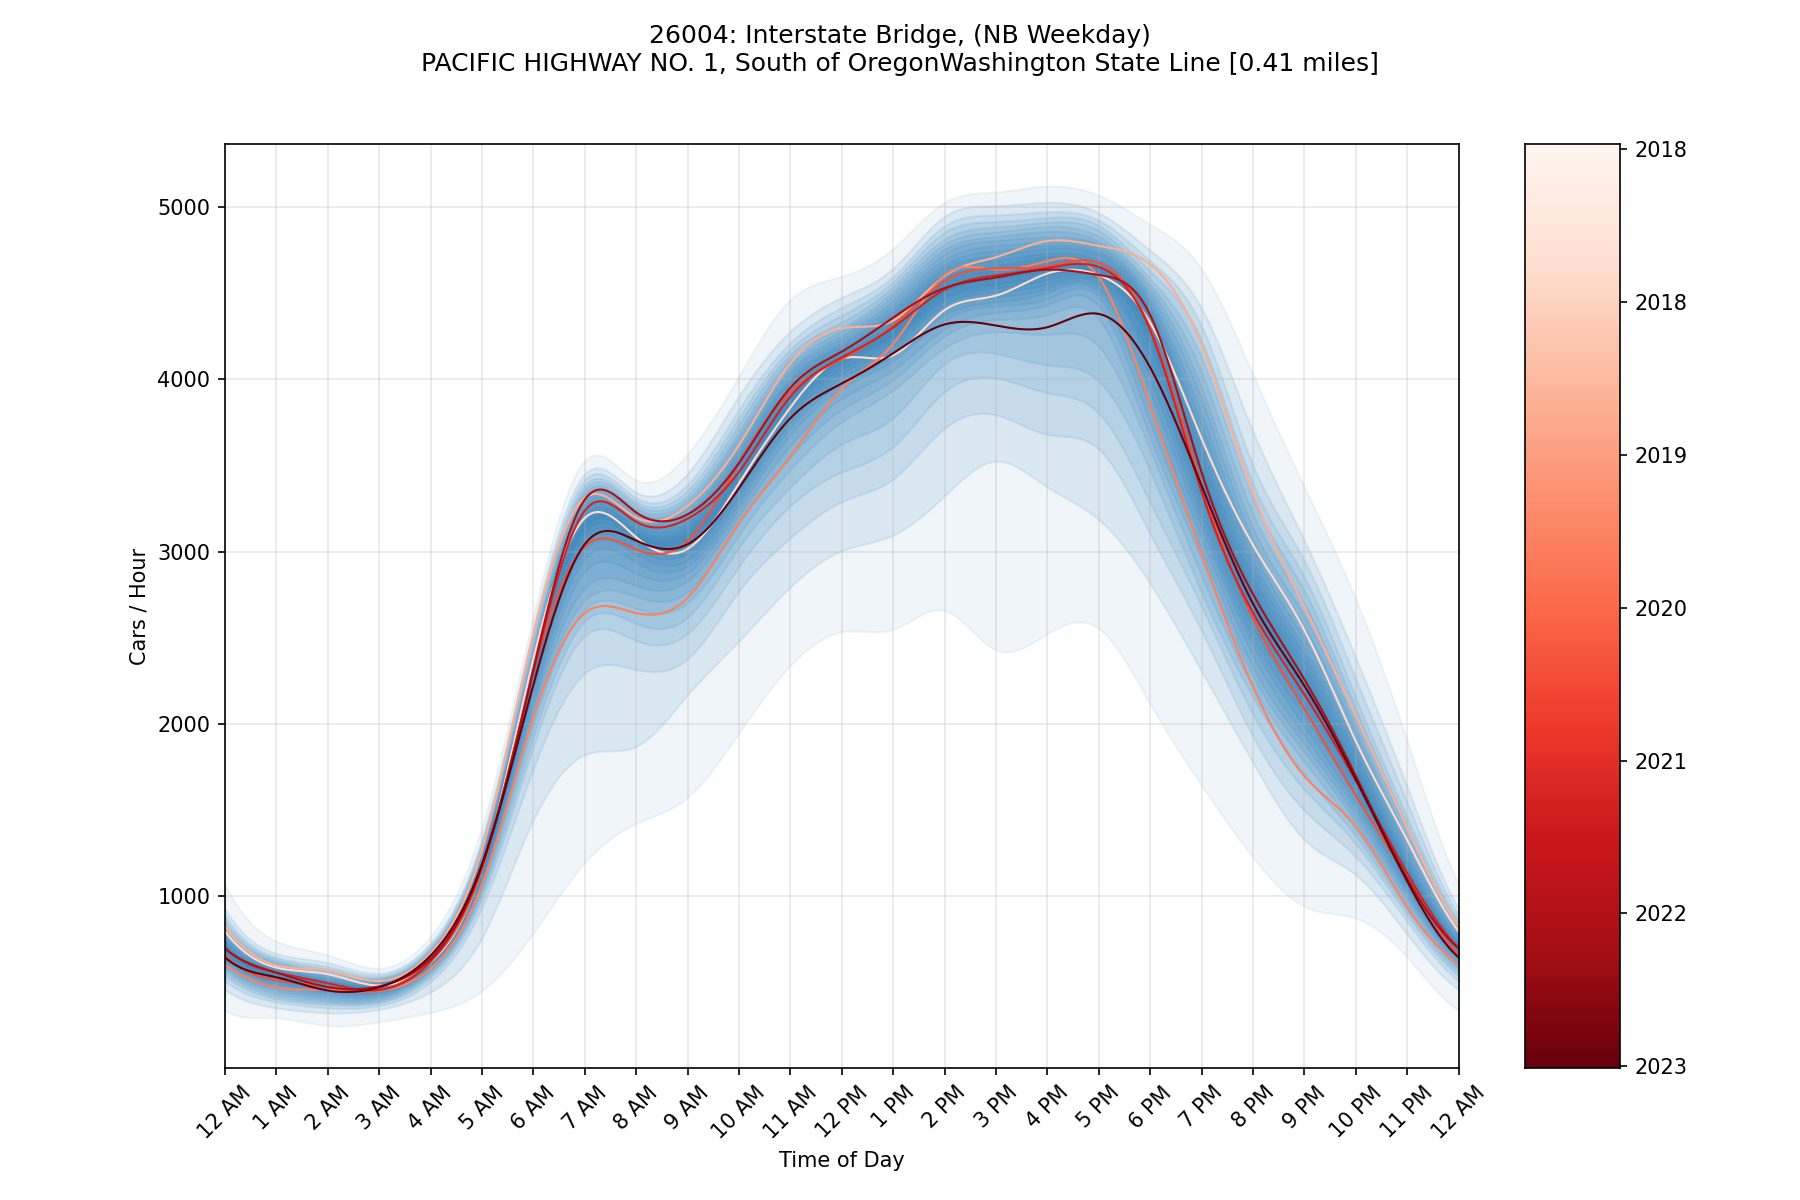 26004: Interstate Bridge, (NB Weekday)
PACIFIC HIGHWAY NO. 1, South of OregonWashington State Line [0.41 miles]
5000
4000
3000
2000
1000
Cars / Hour
12 AM
1 AM
2 AM
3 AM
4 AM
5 AM
6 AM
7 AM
8 AM
9 AM
10 AM
11 AM
12 PM
1 PM
2 PM
3 PM
4 PM
5 PM
6 PM
7 PM
8 PM
9 PM
10 PM
11 PM
12 AM
Time of Day
2018
2018
2019
2020
2021
2022
2023